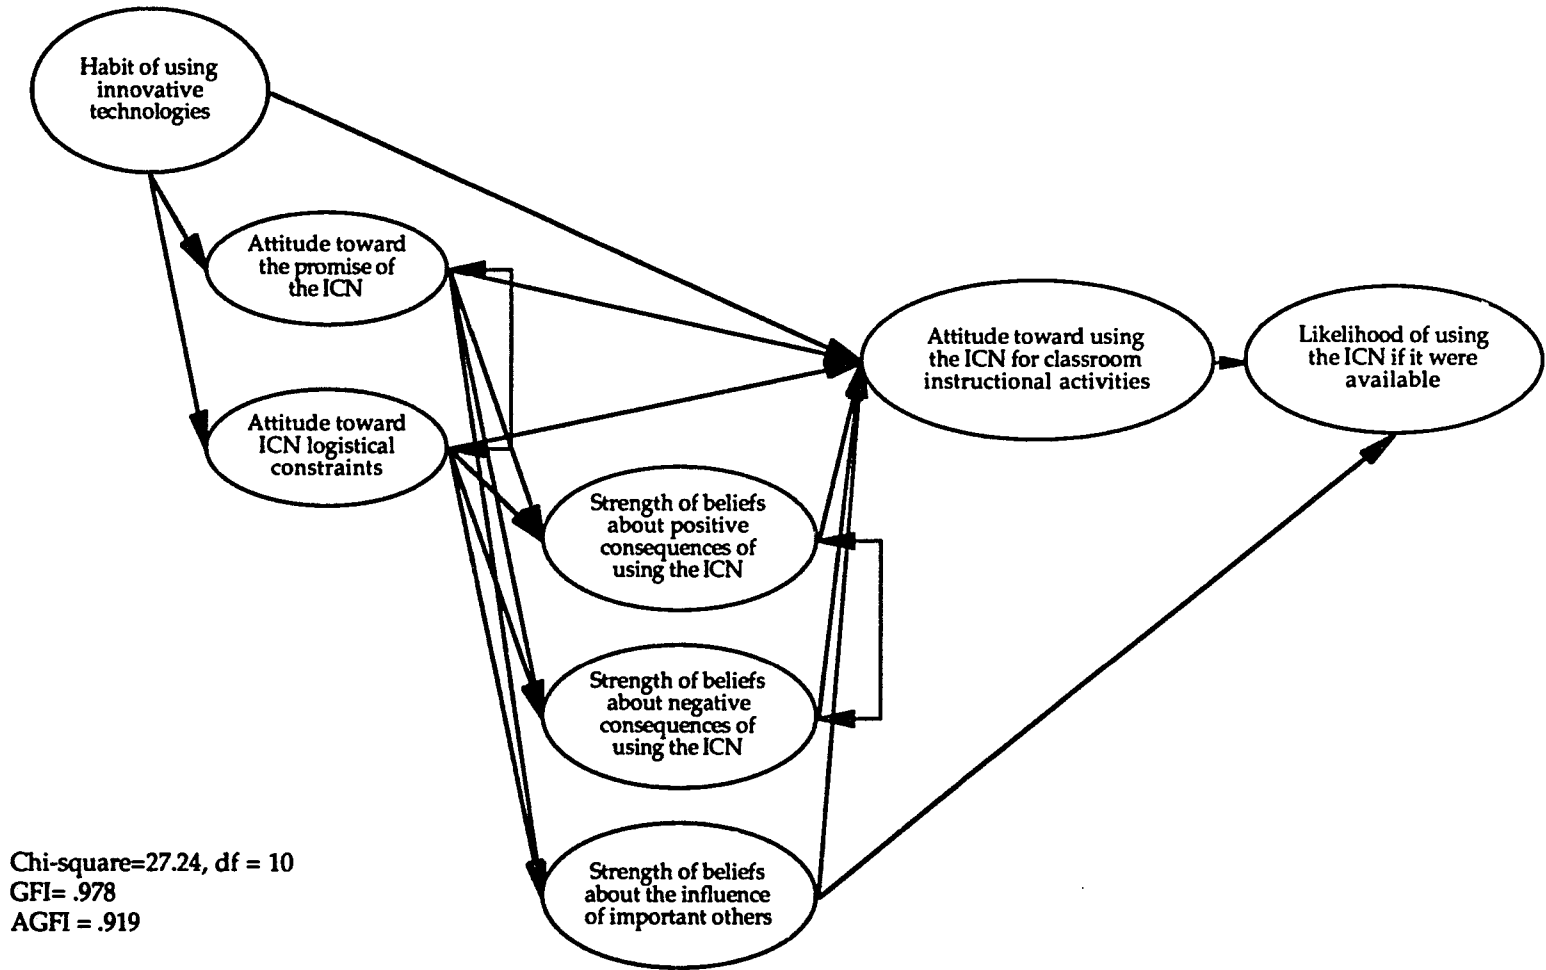 Habit of using
innovative
technologies
Attitude toward
the promise of
the ICN
Attitude toward
ICN logistical
constraints
Attitude toward using
the ICN for classroom
instructional activities
Likelihood of using
the ICN if it were
available
Strength of beliefs
about positive
consequences of
using the ICN
Strength of beliefs
about negative
consequences of
using the ICN
Strength of beliefs
about the influence
of important others
Chi-square=27.24, df = 10
GFI= .978
AGFI = .919